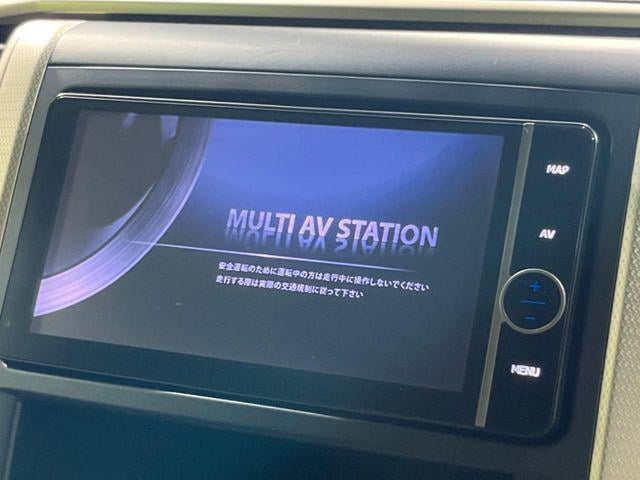 MULTI AV STATION
安全運転のために運転中の方は走行中に操作しないでください
走行する際は実際の交通規制に従って下さい
MAP
AV
+
-
MENU